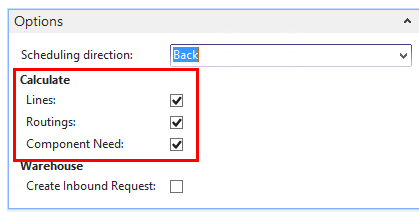 Options
Scheduling direction: Back
Calculate
Lines:
Routings:
Component Need:
Warehouse
Create Inbound Request: